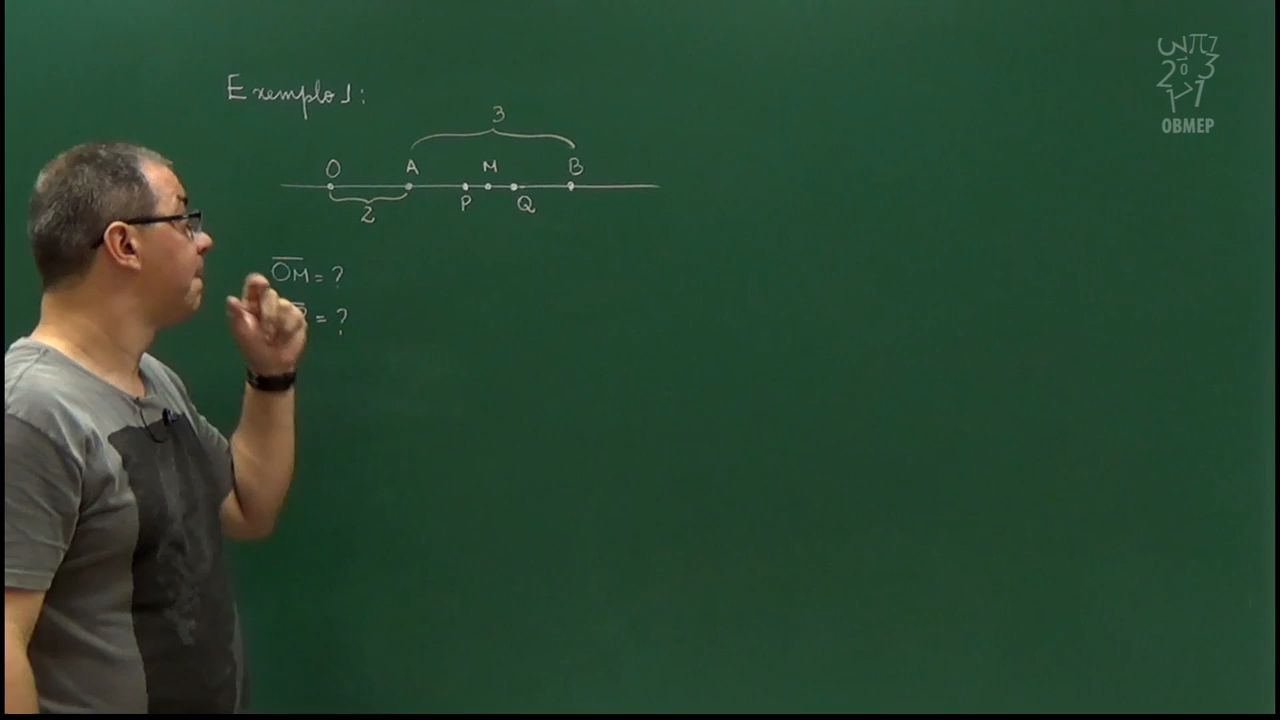 Exemplo 1:
3
O A M B
2 P Q
OM = ?
= ?
OBMEP